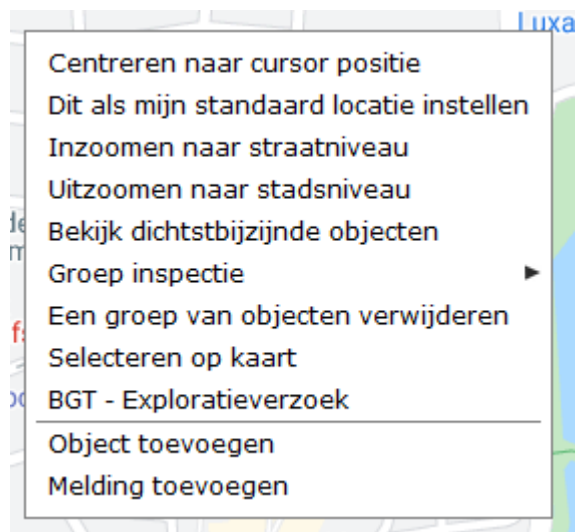 Luxa
Centreren naar cursor positie
Dit als mijn standaard locatie instellen
Inzoomen naar straatniveau
Uitzoomen naar stadsniveau
Bekijk dichtstbijzijnde objecten
Groep inspectie
Een groep van objecten verwijderen
Selecteren op kaart
BGT - Exploratieverzoek
Object toevoegen
Melding toevoegen